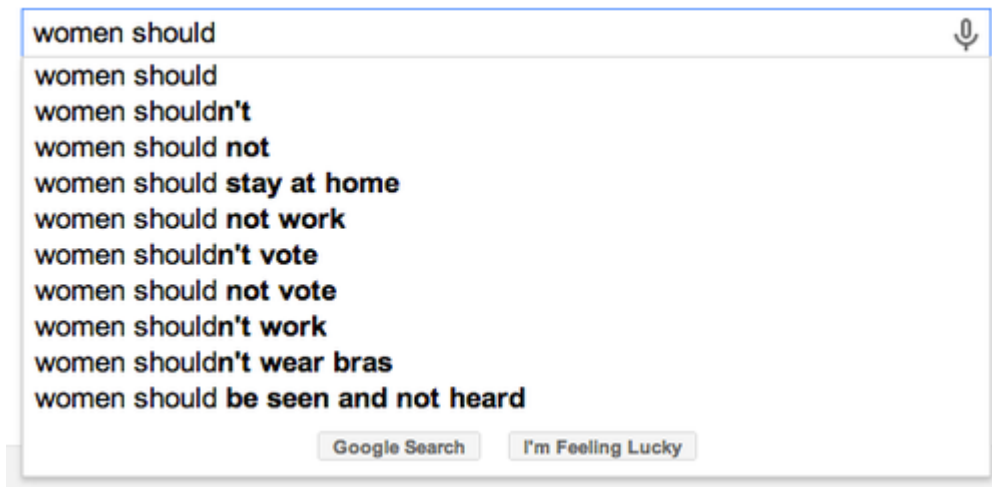 women should
women should
women shouldn't
women should not
women should stay at home
women should not work
women shouldn't vote
women should not vote
women shouldn't work
women shouldn't wear bras
women should be seen and not heard
Google Search I'm Feeling Lucky